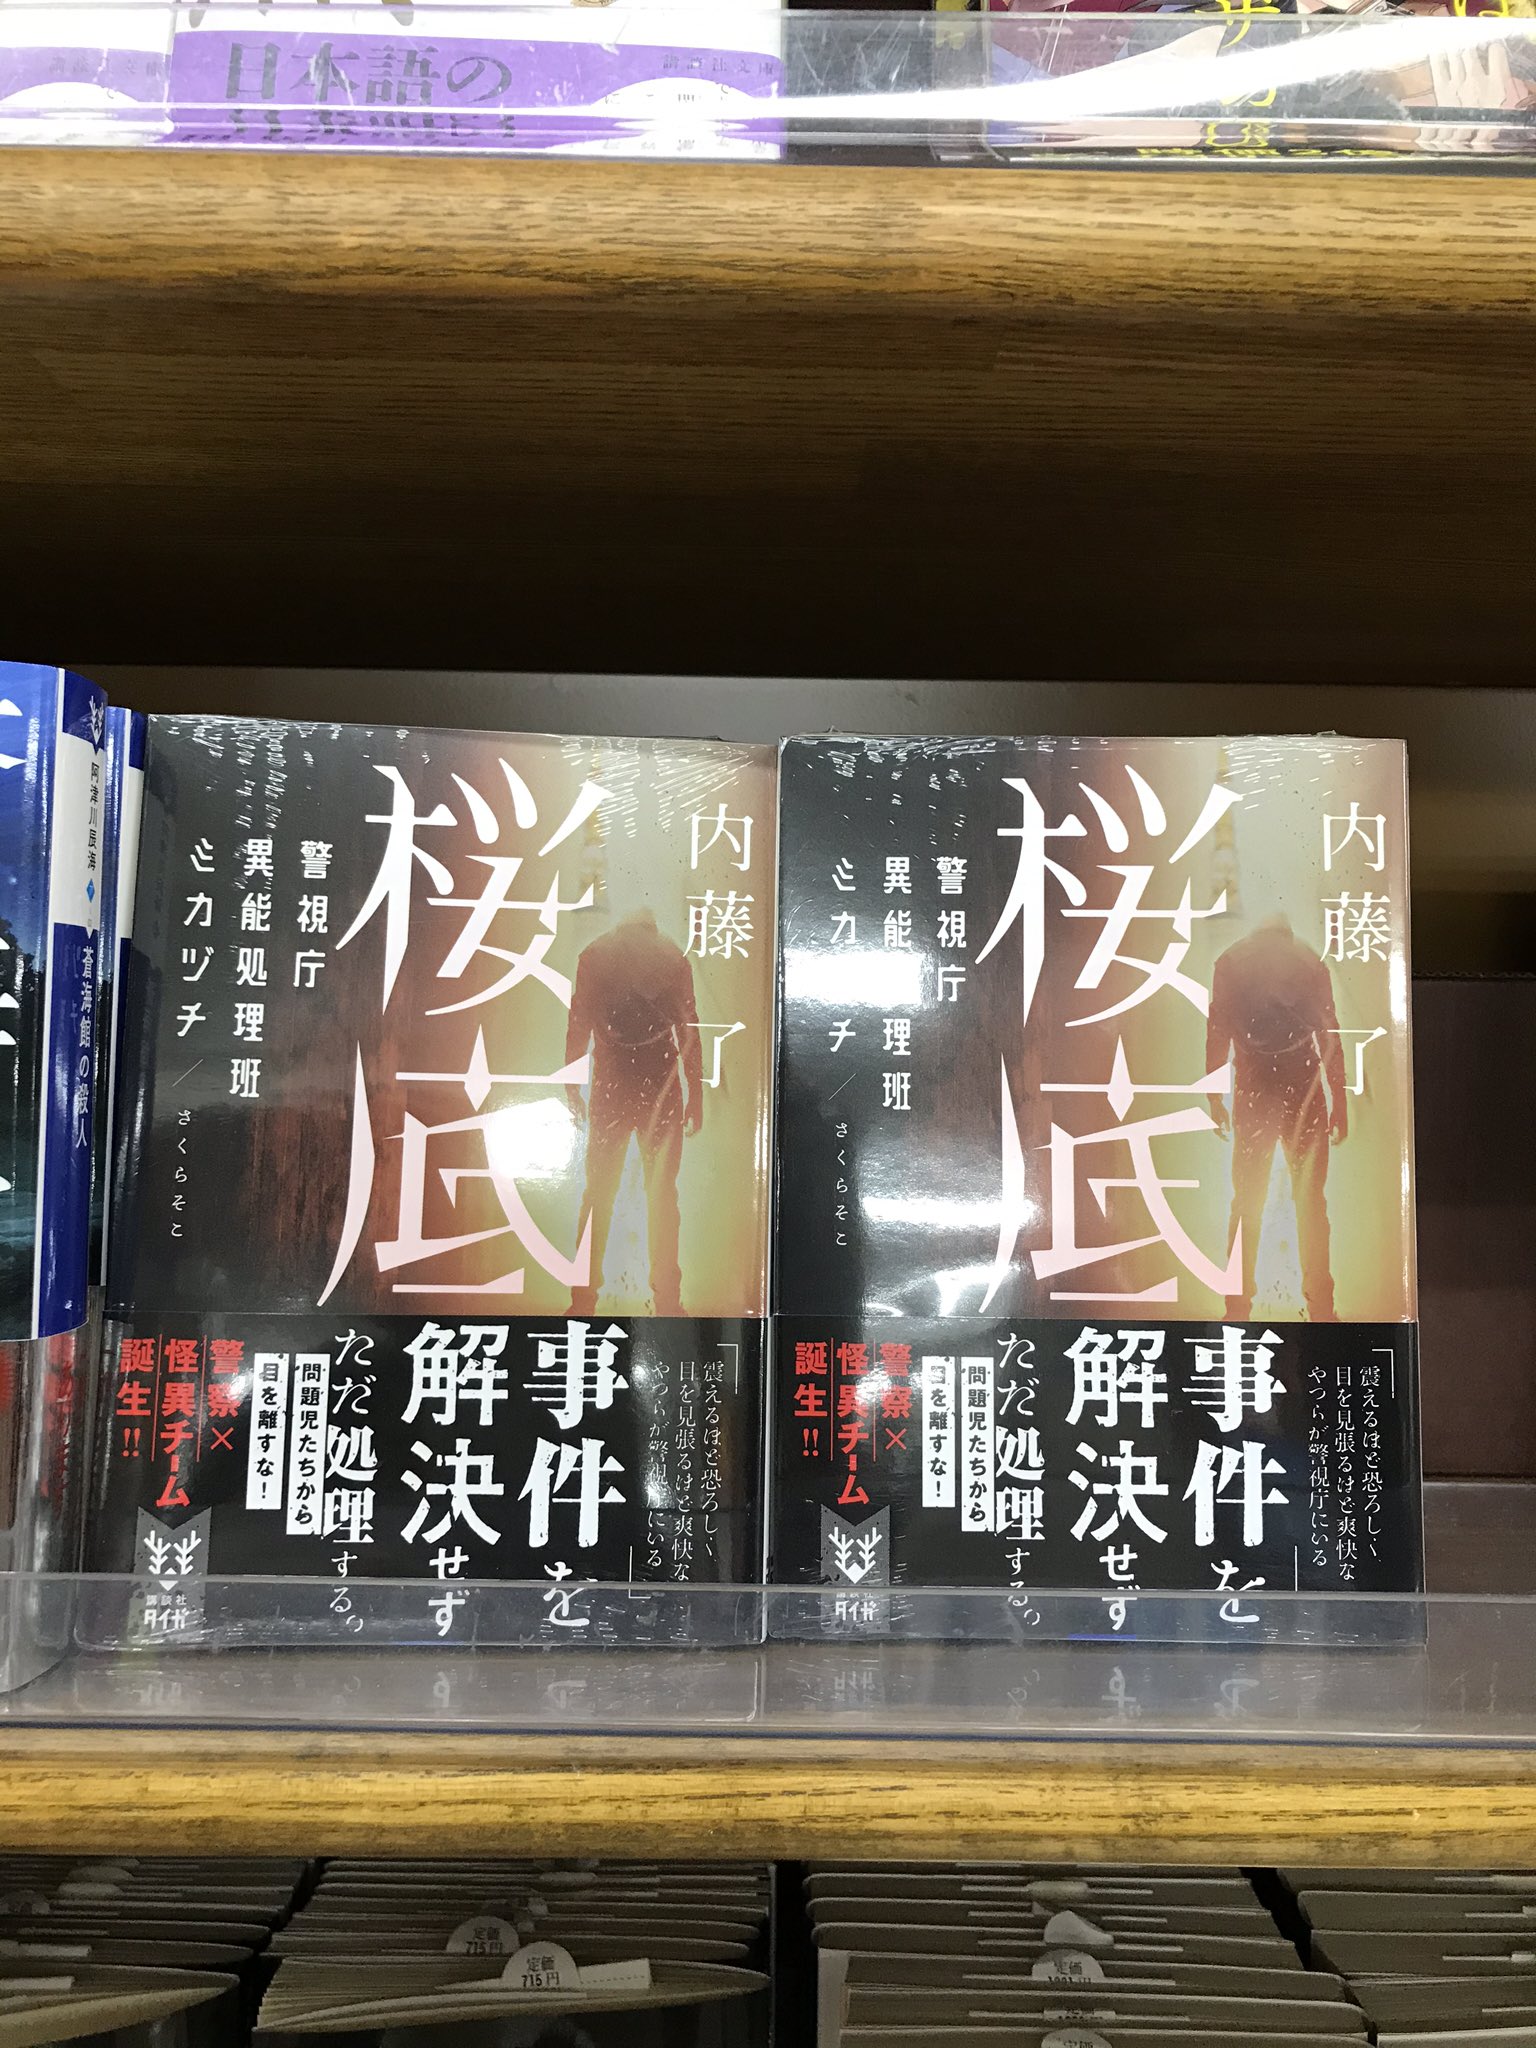 日本語の
阿津川辰海
蒼海館の殺人
内藤了
桜底
警視庁
異能処理班
ミカヅチ／さくらそこ
「震えるほど恐ろしく、
目を見張るほど爽快な
やつらが警視庁にいる」
事件を
解決せず
ただ処理する。
問題児たちから
目を離すな！
警察×
怪異チーム
誕生!!
講談社
タイガ
内藤了
桜底
警視庁
異能 理班
ミカ チ／さくらそこ
「震えるほど恐ろしく、
目を見張るほど爽快な
やつらが警視庁にいる
事件を
解決せず
ただ処理する。
問題児たちから
目を離すな！
警察×
怪異チーム
誕生!!
講談社
タイガ
定価
715円
定価
715円
定価
定価